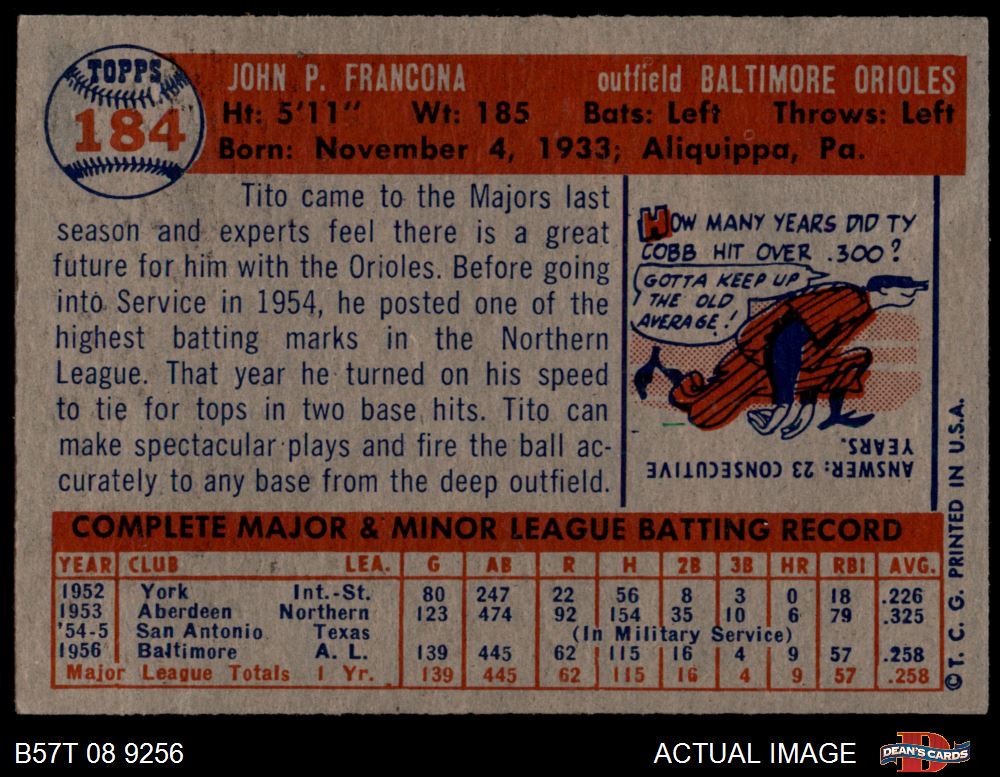 TOPPS
184
JOHN P. FRANCONA outfield BALTIMORE ORIOLES
Ht: 5'11" Wt: 185 Bats: Left Throws: Left
Born: November 4, 1933; Aliquippa, Pa.
Tito came to the Majors last
season and experts feel there is a great
future for him with the Orioles. Before going
into Service in 1954, he posted one of the
highest batting marks in the Northern
League. That year he turned on his speed
to tie for tops in two base hits. Tito can
make spectacular plays and fire the ball ac-
curately to any base from the deep outfield.
HOW MANY YEARS DID TY
COBB HIT OVER .300?
GOTTA KEEP UP
THE OLD
AVERAGE!
ANSWER: 23 CONSECUTIVE
YEARS.
COMPLETE MAJOR & MINOR LEAGUE BATTING RECORD
YEAR CLUB LEA. G AB R H 2B 3B HR RBI AVG.
1952 York Int.-St. 80 247 22 56 8 3 0 18 .226
1953 Aberdeen Northern 123 474 92 154 35 10 6 79 .325
'54-5 San Antonio Texas (In Military Service)
1956 Baltimore A. L. 139 445 62 115 16 4 9 57 .258
Major League Totals 1 Yr. 139 445 62 115 16 4 9 57 .258
© T. C. G. PRINTED IN U.S.A.
B57T 08 9256 ACTUAL IMAGE DEAN'S CARDS